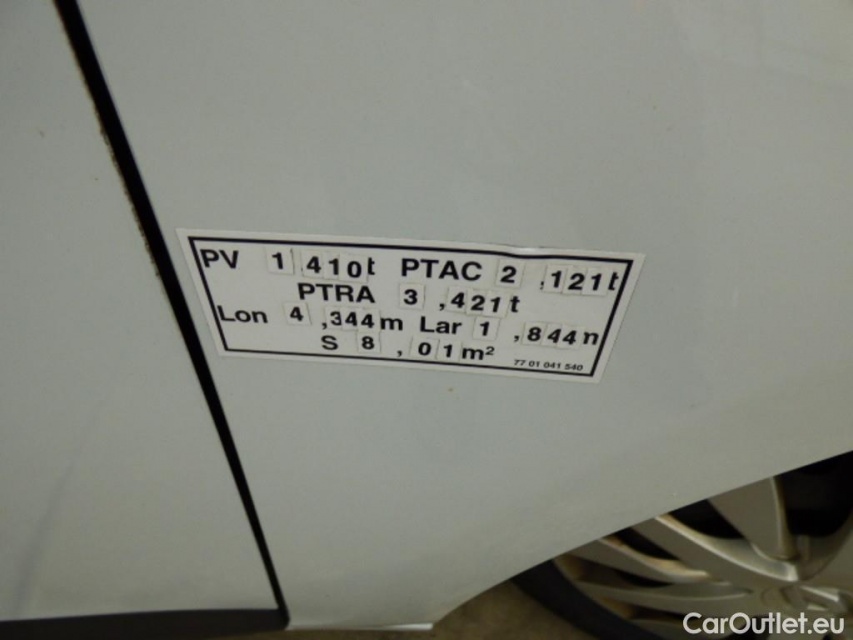 PV 1 410t PTAC 2 ,121t
PTRA 3 ,421t
Lon 4 ,344m Lar 1 ,844n
S 8 ,01m²
77 01 041 540
CarOutlet.eu